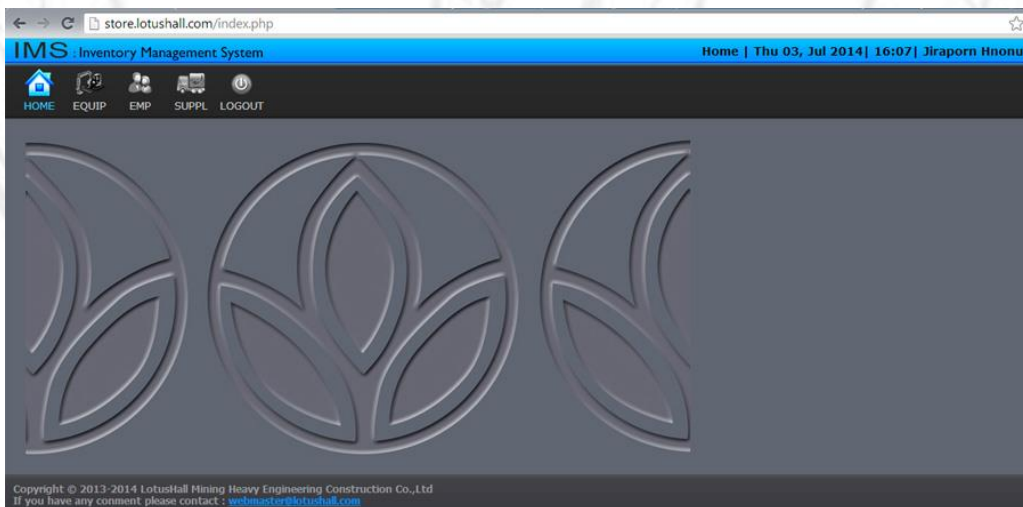 store.lotushall.com/index.php
IMS : Inventory Management System
Home | Thu 03, Jul 2014| 16:07| Jiraporn Hnonu
HOME EQUIP EMP SUPPL LOGOUT
Copyright © 2013-2014 LotusHall Mining Heavy Engineering Construction Co.,Ltd
If you have any conment please contact : webmaster@lotushall.com